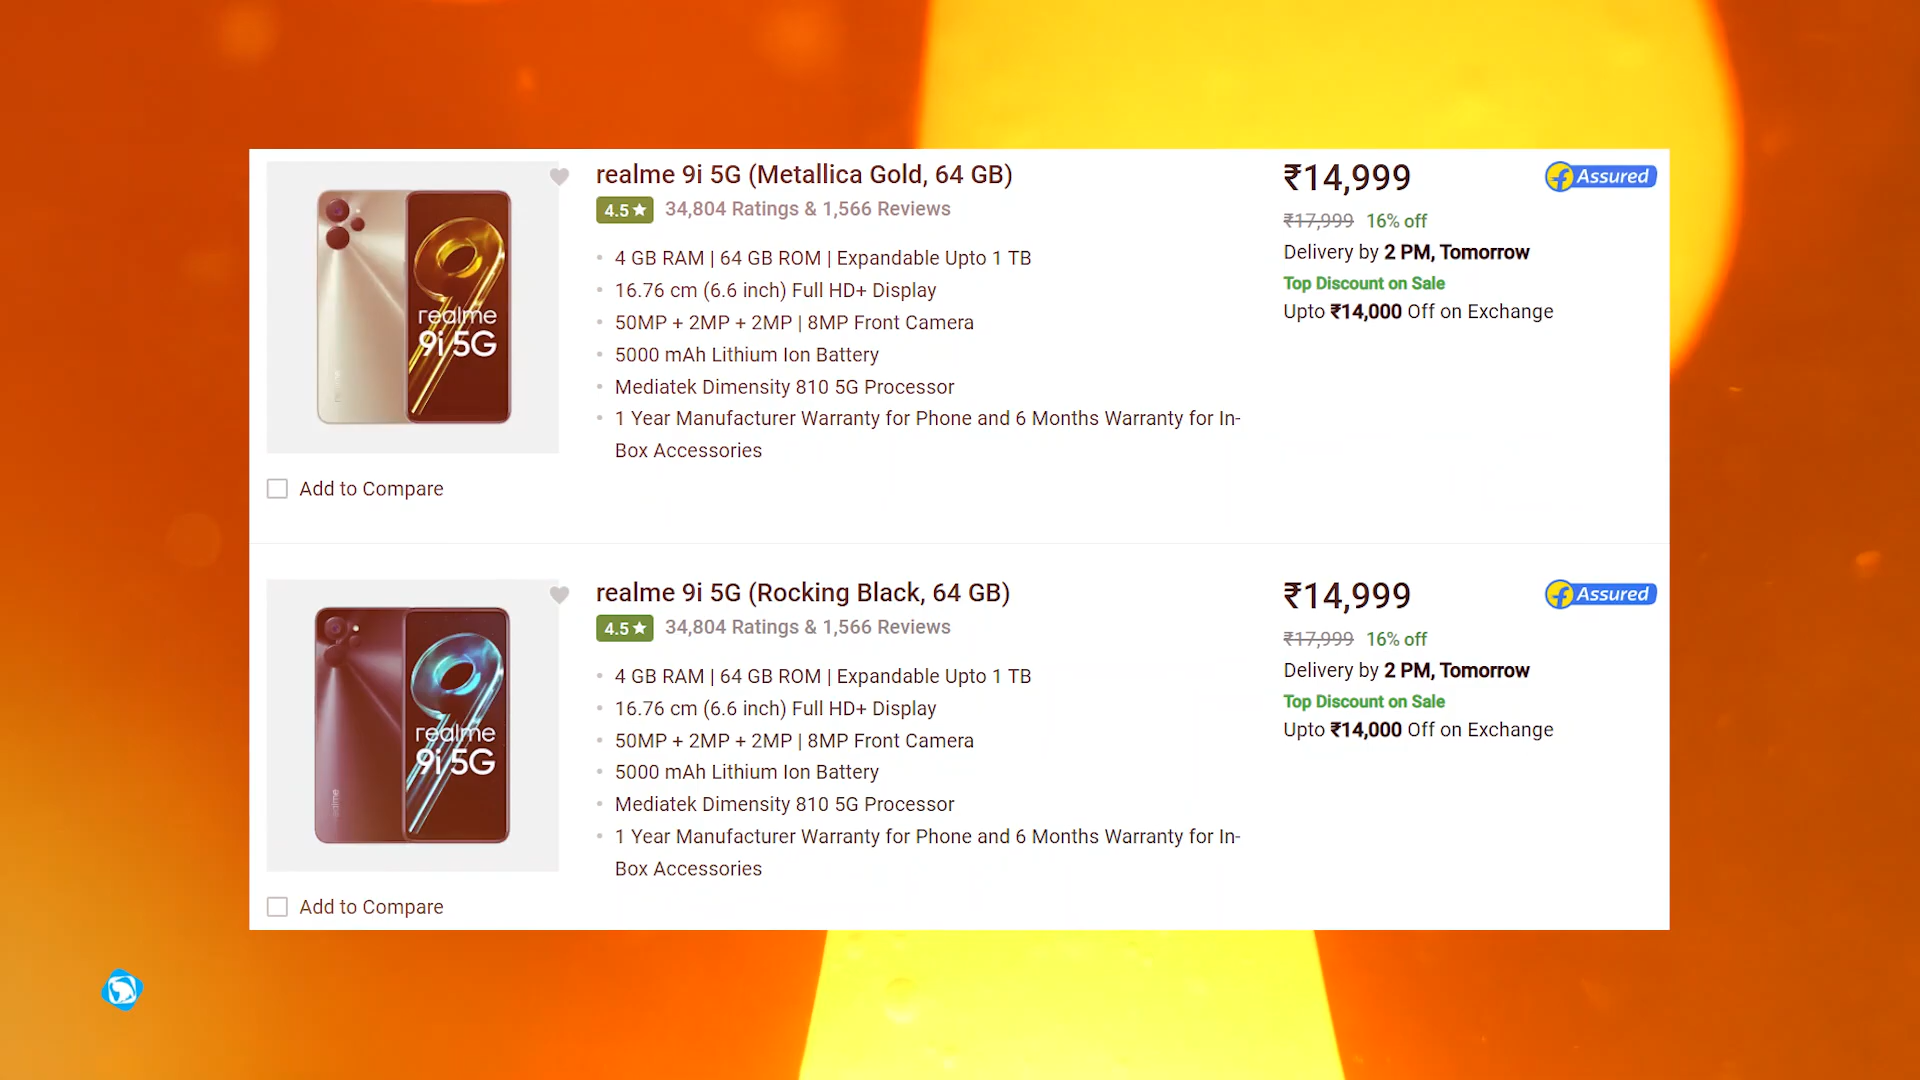 realme 9i 5G (Metallica Gold, 64 GB)
4.5★ 34,804 Ratings & 1,566 Reviews
4 GB RAM | 64 GB ROM | Expandable Upto 1 TB
16.76 cm (6.6 inch) Full HD+ Display
50MP + 2MP + 2MP | 8MP Front Camera
5000 mAh Lithium Ion Battery
Mediatek Dimensity 810 5G Processor
1 Year Manufacturer Warranty for Phone and 6 Months Warranty for In-
Box Accessories
₹14,999
f Assured
₹17,999 16% off
Delivery by 2 PM, Tomorrow
Top Discount on Sale
Upto ₹14,000 Off on Exchange
realme
9i 5G
Add to Compare
realme 9i 5G (Rocking Black, 64 GB)
4.5★ 34,804 Ratings & 1,566 Reviews
4 GB RAM | 64 GB ROM | Expandable Upto 1 TB
16.76 cm (6.6 inch) Full HD+ Display
50MP + 2MP + 2MP | 8MP Front Camera
5000 mAh Lithium Ion Battery
Mediatek Dimensity 810 5G Processor
1 Year Manufacturer Warranty for Phone and 6 Months Warranty for In-
Box Accessories
₹14,999
f Assured
₹17,999 16% off
Delivery by 2 PM, Tomorrow
Top Discount on Sale
Upto ₹14,000 Off on Exchange
realme
9i 5G
realme
Add to Compare